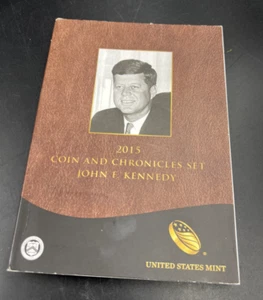 2015
COIN AND CHRONICLES SET
JOHN F. KENNEDY
UNITED STATES MINT